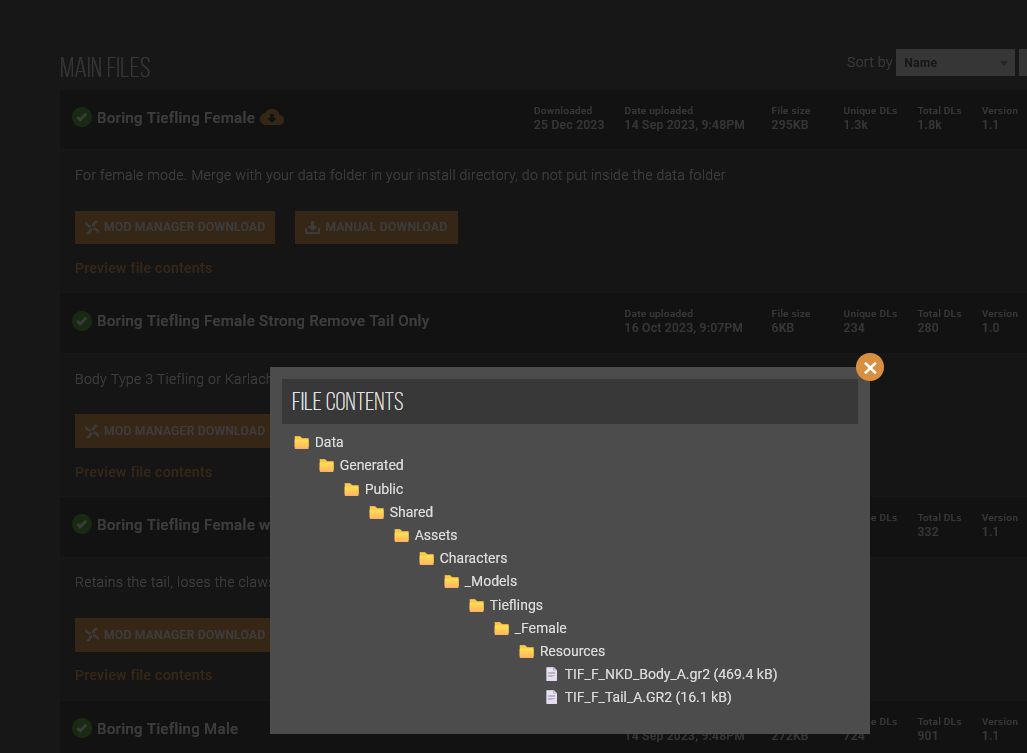 MAIN FILES
Sort by Name
Boring Tiefling Female
Downloaded
25 Dec 2023
Date uploaded
14 Sep 2023, 9:48PM
File size
295KB
Unique DLs
1.3k
Total DLs
1.8k
Version
1.1
For female mode. Merge with your data folder in your install directory, do not put inside the data folder
MOD MANAGER DOWNLOAD
MANUAL DOWNLOAD
Preview file contents
Boring Tiefling Female Strong Remove Tail Only
Date uploaded
16 Oct 2023, 9:07PM
File size
6KB
Unique DLs
234
Total DLs
280
Version
1.0
Body Type 3 Tiefling or Karlach
MOD MANAGER DOWNLOAD
Preview file contents
FILE CONTENTS
Data
Generated
Public
Shared
Assets
Characters
_Models
Tieflings
_Female
Resources
TIF_F_NKD_Body_A.gr2 (469.4 kB)
TIF_F_Tail_A.GR2 (16.1 kB)
Boring Tiefling Female w
e DLs
Total DLs
332
Version
1.1
Retains the tail, loses the claws
MOD MANAGER DOWNLOAD
Preview file contents
Boring Tiefling Male
14 Sep 2023, 9:48PM
272KB
e DLs
724
Total DLs
901
Version
1.1